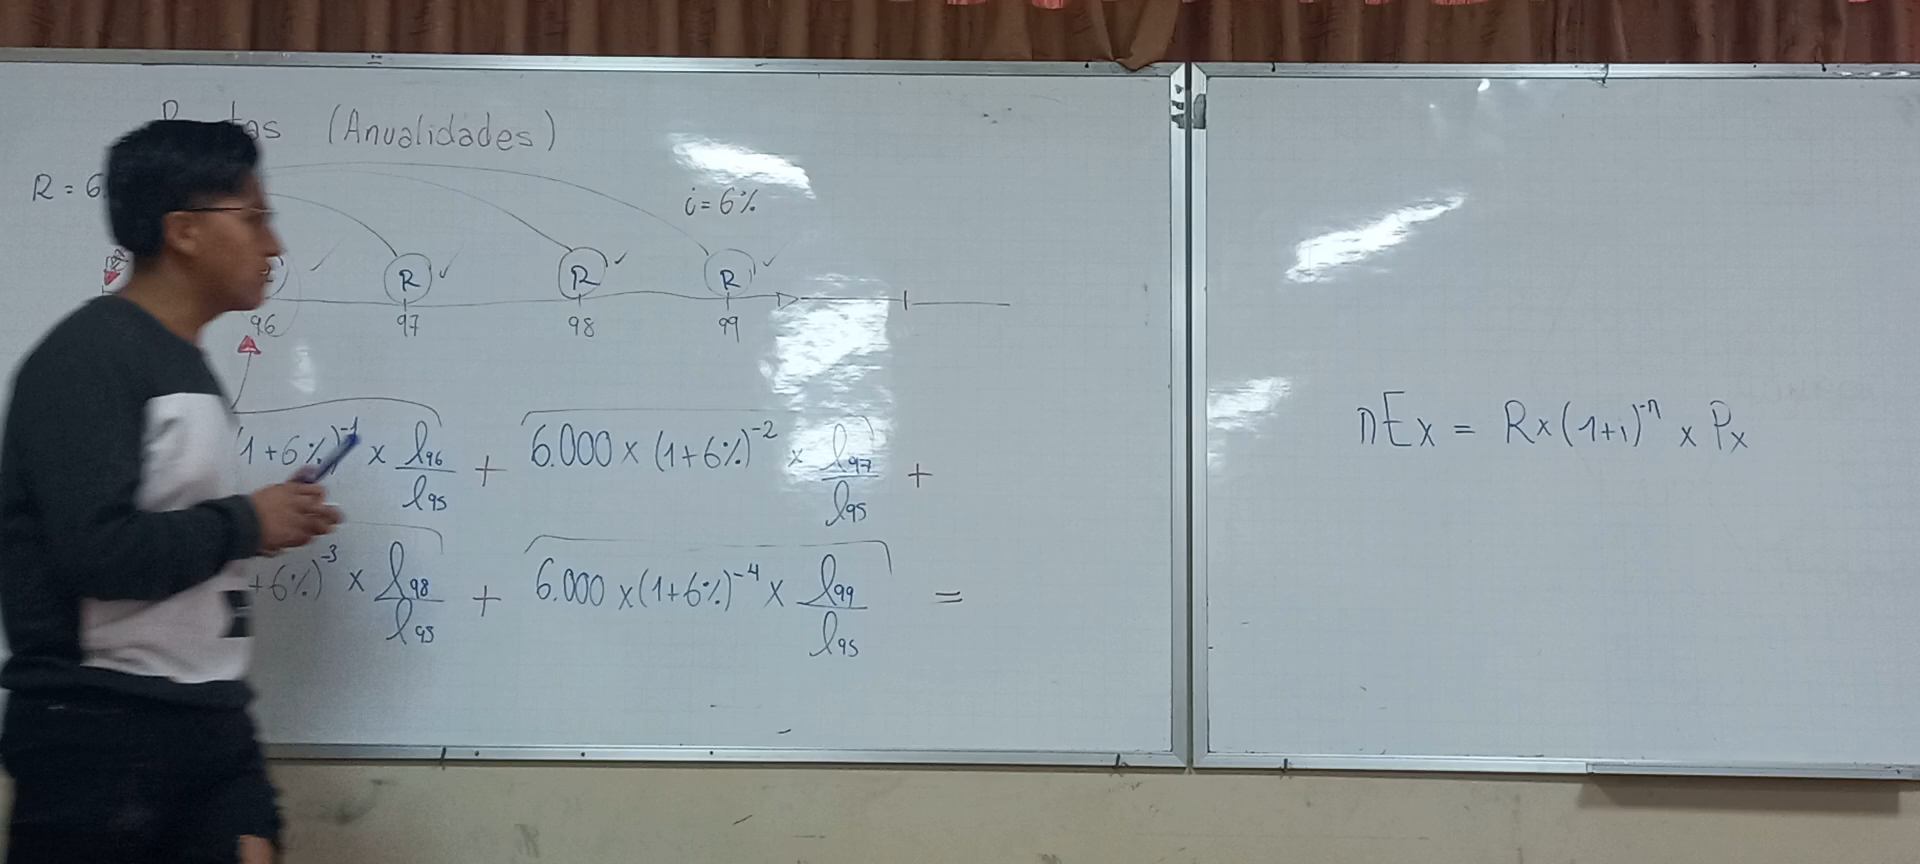 (Anualidades)
R = 6
i = 6%
R R R
96 97 98 99
(1+6%)⁻¹ × l₉₆/l₉₅ + 6.000 × (1+6%)⁻² × l₉₇/l₉₅ +
+6%)⁻³ × l₉₈/l₉₅ + 6.000 × (1+6%)⁻⁴ × l₉₉/l₉₅ =
nEx = R×(1+i)⁻ⁿ × Px